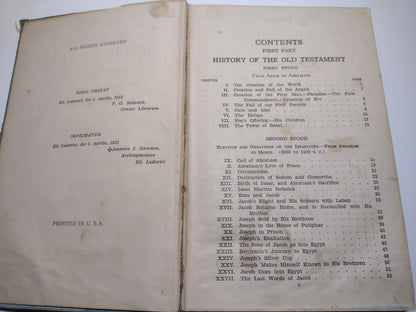 ALL RIGHTS RESERVED
NIHIL OBSTAT
Sti. Ludovici, die 5. Aprilis, 1922
F. G. Holweck,
Censor Librorum
IMPRIMATUR
Sti. Ludovici, die 5. Aprilis, 1922
Joannes J. Glennon,
Archiepiscopus
Sti. Ludovici
PRINTED IN U.S.A.
CONTENTS
FIRST PART
HISTORY OF THE OLD TESTAMENT
FIRST EPOCH
From Adam to Abraham.
CHAPTER PAGE
I. The Creation of the World
II. Creation and Fall of the Angels
III. Creation of the First Man—Paradise—The First
Commandment—Creation of Eve
IV. The Fall of our First Parents
V. Cain and Abel
VI. The Deluge
VII. Noe's Offering—His Children
VIII. The Tower of Babel
SECOND EPOCH
Election and Guidance of the Israelites—From Abraham
to Moses.
IX. Call of Abraham
X. Abraham's Love of Peace
XI. Circumcision
XII. Destruction of Sodom and Gomorrha
XIII. Birth of Isaac, and Abraham's Sacrifice
XIV. Isaac Marries Rebecca
XV. Esau and Jacob
XVI. Jacob's Flight and His Sojourn with Laban
XVII. Jacob Returns Home, and is Reconciled with His
Brother
XVIII. Joseph Sold by His Brethren
XIX. Joseph in the House of Putiphar
XX. Joseph in Prison
XXI. Joseph's Exaltation
XXII. The Sons of Jacob go into Egypt
XXIII. Benjamin's Journey to Egypt
XXIV. Joseph's Silver Cup
XXV. Joseph Makes Himself Known to His Brethren
XXVI. Jacob Goes into Egypt
XXVII. The Last Words of Jacob